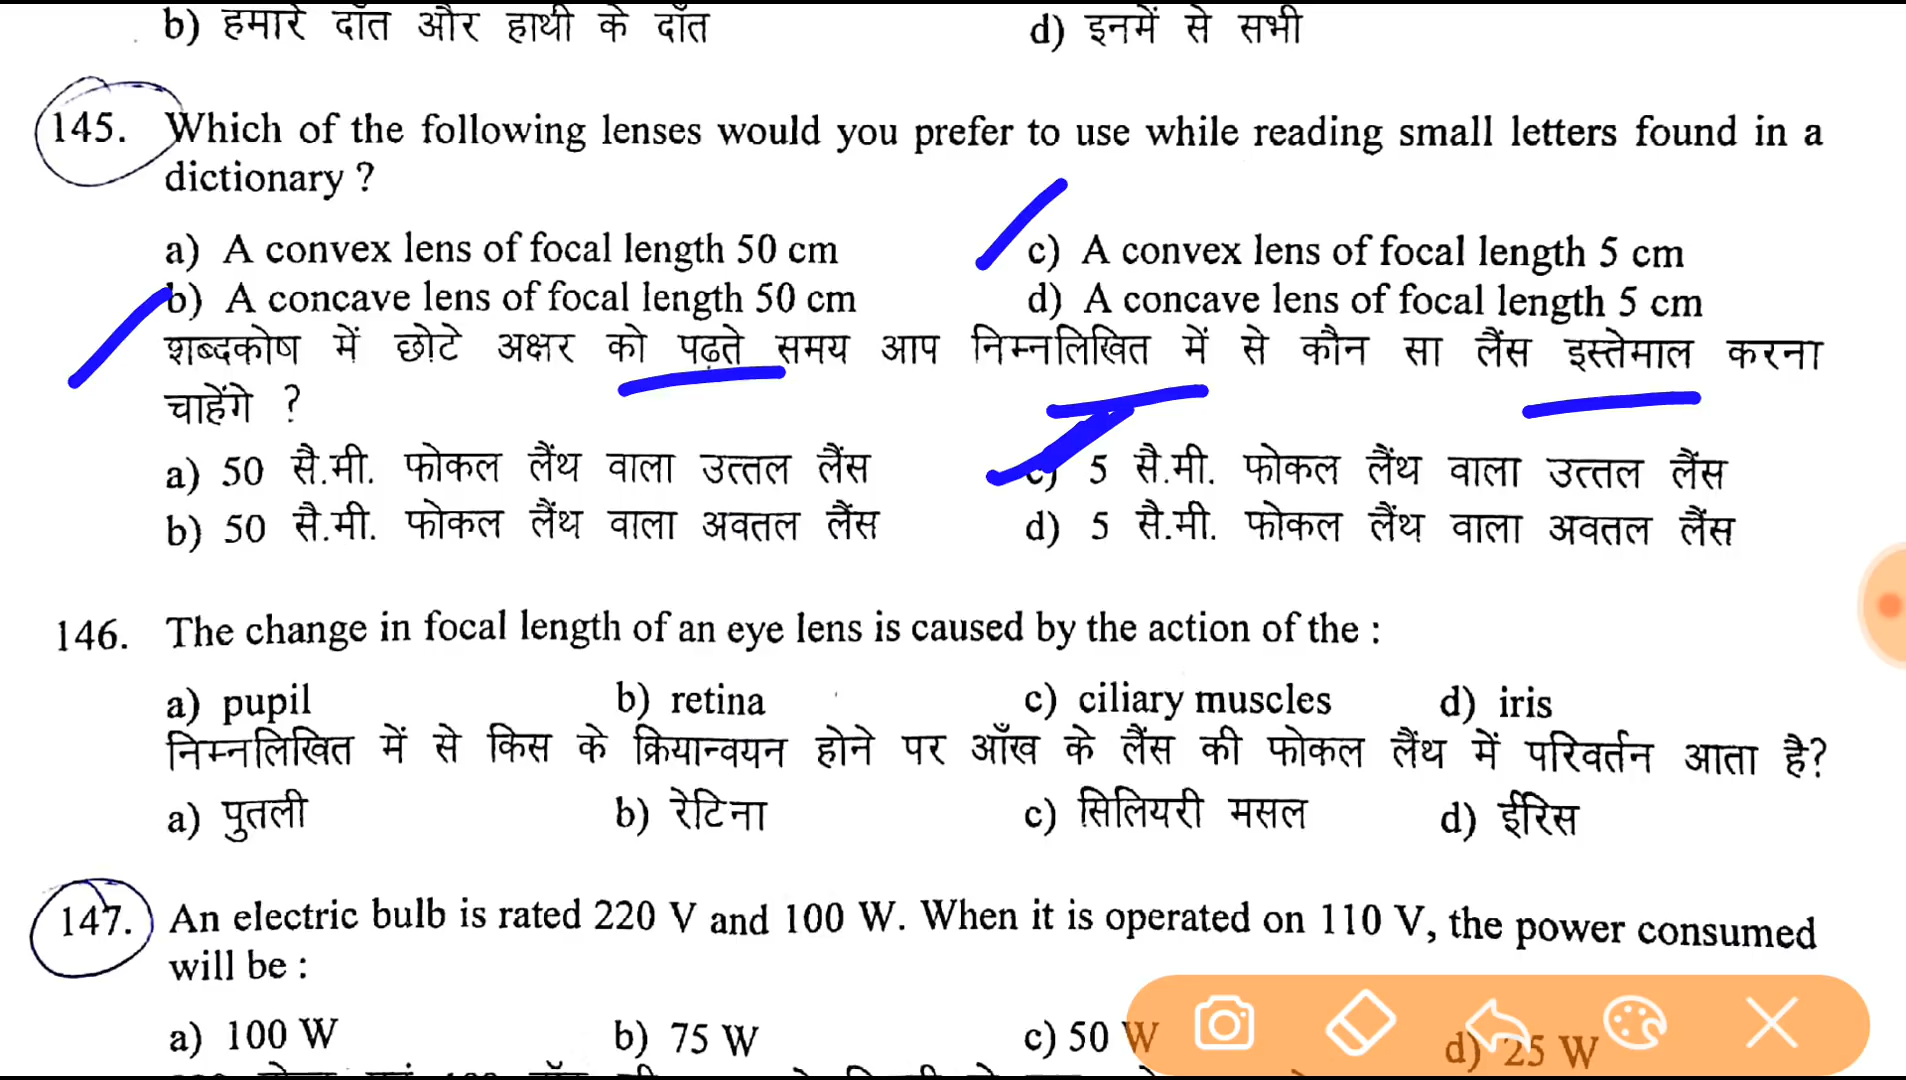 b) हमारे दाँत और हाथी के दाँत d) इनमें से सभी
145. Which of the following lenses would you prefer to use while reading small letters found in a
dictionary ?
a) A convex lens of focal length 50 cm c) A convex lens of focal length 5 cm
b) A concave lens of focal length 50 cm d) A concave lens of focal length 5 cm
शब्दकोष में छोटे अक्षर को पढ़ते समय आप निम्नलिखित में से कौन सा लैंस इस्तेमाल करना
चाहेंगे ?
a) 50 सै.मी. फोकल लैंथ वाला उत्तल लैंस c) 5 सै.मी. फोकल लैंथ वाला उत्तल लैंस
b) 50 सै.मी. फोकल लैंथ वाला अवतल लैंस d) 5 सै.मी. फोकल लैंथ वाला अवतल लैंस
146. The change in focal length of an eye lens is caused by the action of the :
a) pupil b) retina c) ciliary muscles d) iris
निम्नलिखित में से किस के क्रियान्वयन होने पर आँख के लैंस की फोकल लैंथ में परिवर्तन आता है?
a) पुतली b) रेटिना c) सिलियरी मसल d) ईरिस
147. An electric bulb is rated 220 V and 100 W. When it is operated on 110 V, the power consumed
will be :
a) 100 W b) 75 W c) 50 W d) 25 W